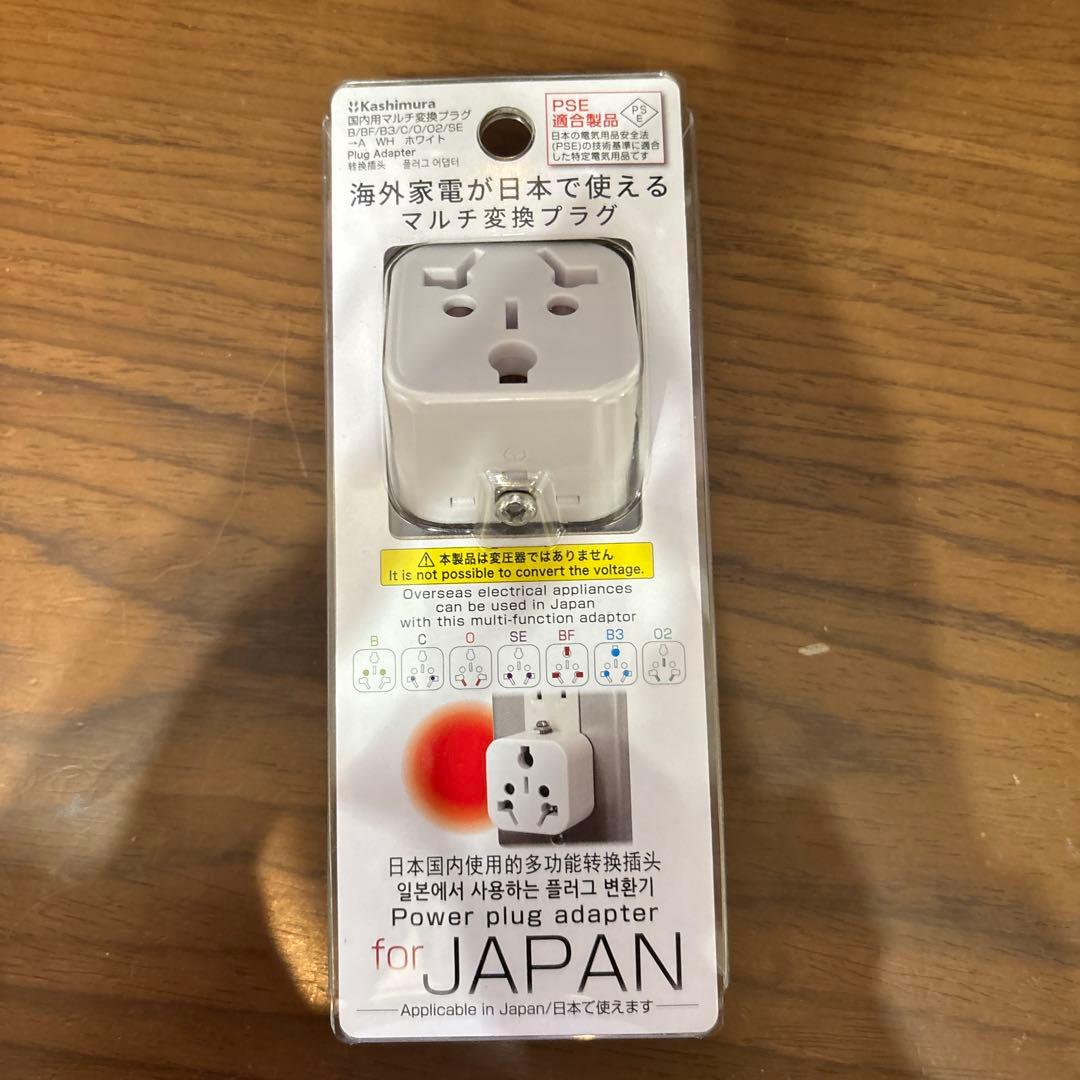 Kashimura
国内用マルチ変換プラグ
B/BF/B3/C/O/O2/SE
→A WH ホワイト
Plug Adapter
转换插头 플러그 어댑터
PSE
適合製品
PS
E
日本の電気用品安全法
(PSE)の技術基準に適合
した特定電気用品です
海外家電が日本で使える
マルチ変換プラグ
本製品は変圧器ではありません
It is not possible to convert the voltage.
Overseas electrical appliances
can be used in Japan
with this multi-function adaptor
B C O SE BF B3 O2
日本国内使用的多功能转换插头
일본에서 사용하는 플러그 변환기
Power plug adapter
for JAPAN
Applicable in Japan/日本で使えます